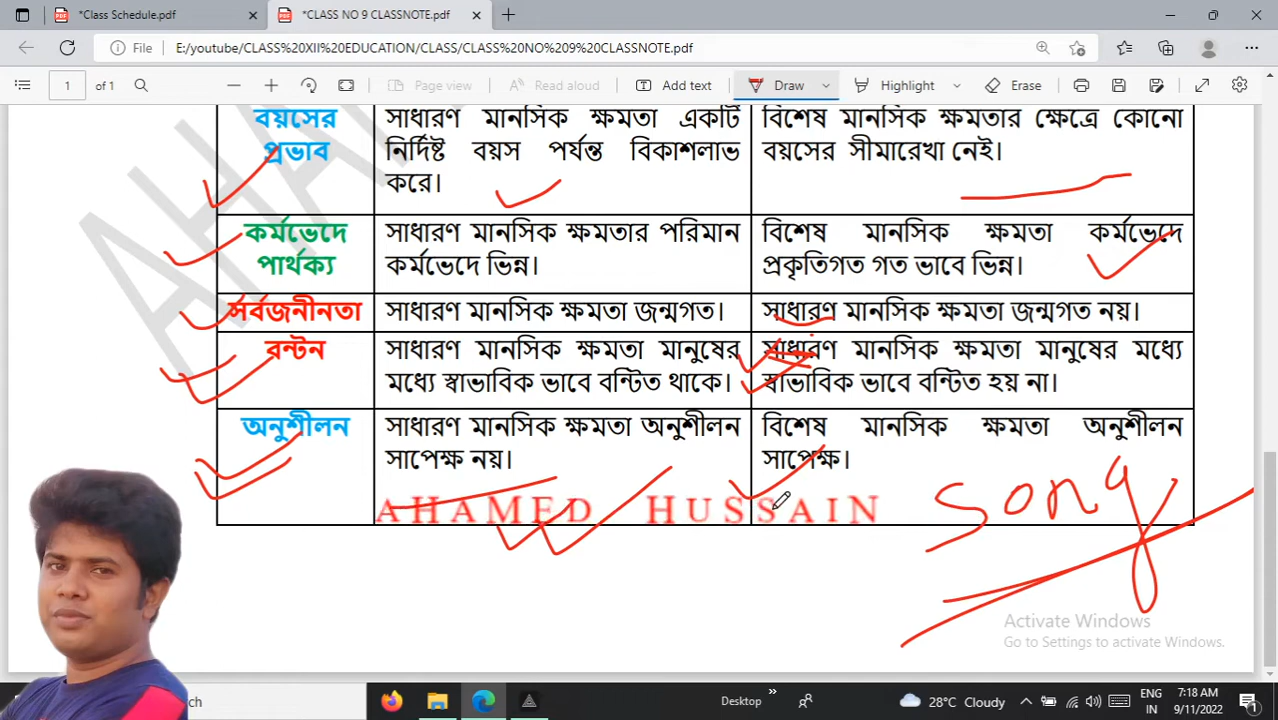 *Class Schedule.pdf
*CLASS NO 9 CLASSNOTE.pdf
File E:/youtube/CLASS%20XII%20EDUCATION/CLASS/CLASS%20NO%209%20CLASSNOTE.pdf
1 of 1 Page view Read aloud Add text Draw Highlight Erase
বয়সের প্রভাব
সাধারণ মানসিক ক্ষমতা একটি
নির্দিষ্ট বয়স পর্যন্ত বিকাশলাভ
করে।
বিশেষ মানসিক ক্ষমতার ক্ষেত্রে কোনো
বয়সের সীমারেখা নেই।
কর্মভেদে
পার্থক্য
সাধারণ মানসিক ক্ষমতার পরিমান
কর্মভেদে ভিন্ন।
বিশেষ মানসিক ক্ষমতা কর্মভেদে
প্রকৃতিগত গত ভাবে ভিন্ন।
র্সবজনীনতা
সাধারণ মানসিক ক্ষমতা জন্মগত।
সাধারণ মানসিক ক্ষমতা জন্মগত নয়।
বন্টন
সাধারণ মানসিক ক্ষমতা মানুষের
মধ্যে স্বাভাবিক ভাবে বন্টিত থাকে।
সাধারণ মানসিক ক্ষমতা মানুষের মধ্যে
স্বাভাবিক ভাবে বন্টিত হয় না।
অনুশীলন
সাধারণ মানসিক ক্ষমতা অনুশীলন
সাপেক্ষ নয়।
বিশেষ মানসিক ক্ষমতা অনুশীলন
সাপেক্ষ।
AHAMED HUSSAIN
song
Activate Windows
Go to Settings to activate Windows.
Desktop
28°C Cloudy
ENG
IN
7:18 AM
9/11/2022